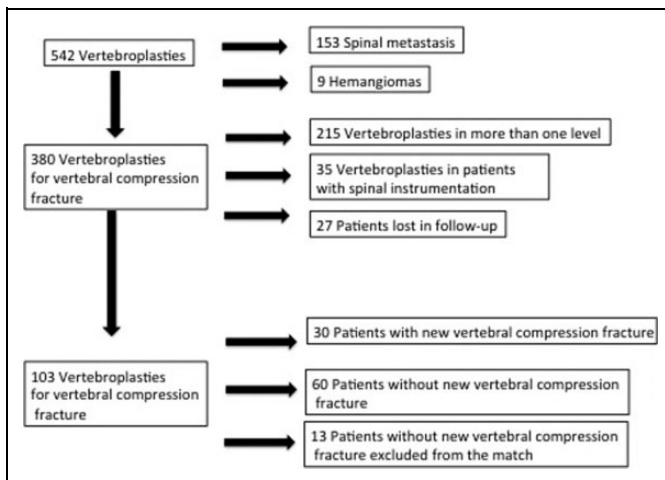 542 Vertebroplasties
153 Spinal metastasis
9 Hemangiomas
380 Vertebroplasties
for vertebral compression
fracture
215 Vertebroplasties in more than one level
35 Vertebroplasties in patients
with spinal instrumentation
27 Patients lost in follow-up
103 Vertebroplasties
for vertebral compression
fracture
30 Patients with new vertebral compression fracture
60 Patients without new vertebral compression
fracture
13 Patients without new vertebral compression
fracture excluded from the match